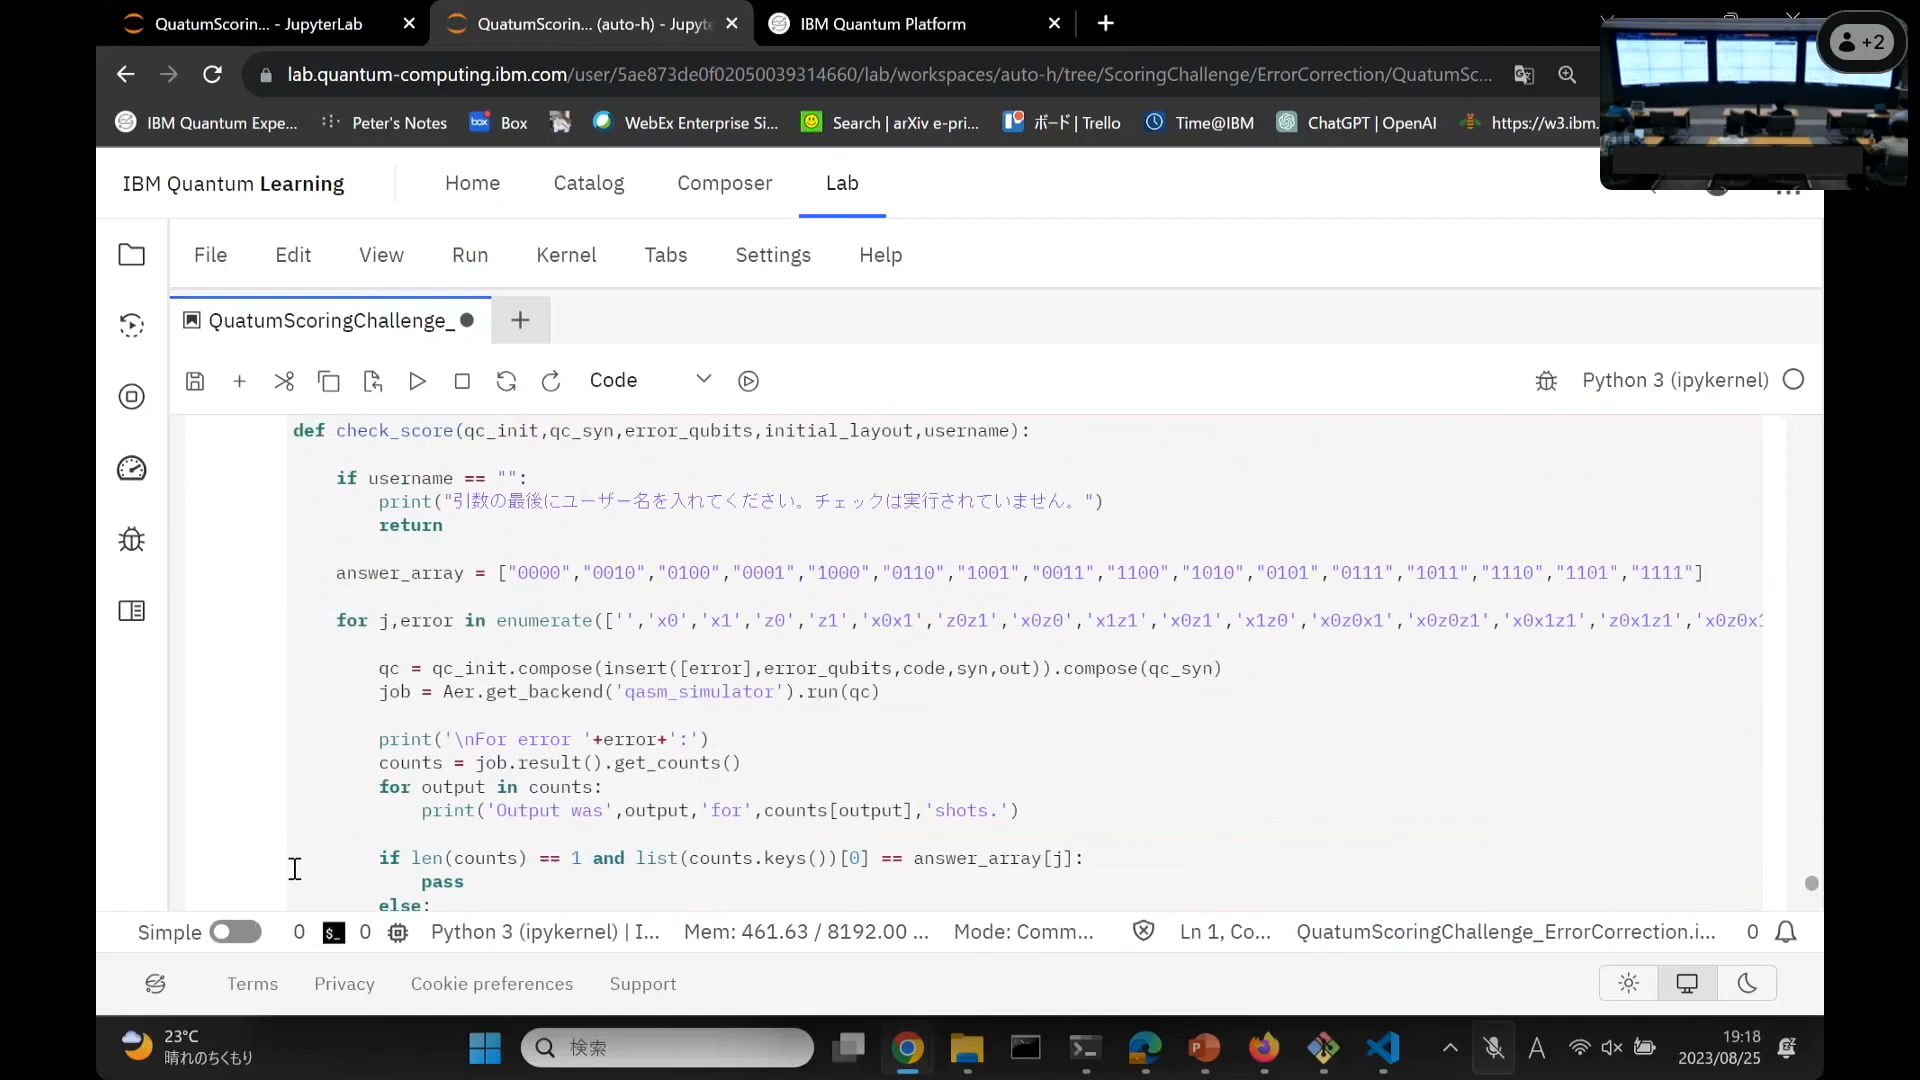 QuatumScorin... - JupyterLab
QuatumScorin... (auto-h) - Jupyte
IBM Quantum Platform
+2
lab.quantum-computing.ibm.com/user/5ae873de0f02050039314660/lab/workspaces/auto-h/tree/ScoringChallenge/ErrorCorrection/QuatumSc...
IBM Quantum Expe...
Peter's Notes
box
Box
WebEx Enterprise Si...
Search | arXiv e-pri...
ボード | Trello
Time@IBM
ChatGPT | OpenAI
https://w3.ibm.
IBM Quantum Learning
Home
Catalog
Composer
Lab
File
Edit
View
Run
Kernel
Tabs
Settings
Help
QuatumScoringChallenge_
Code
Python 3 (ipykernel)
def check_score(qc_init,qc_syn,error_qubits,initial_layout,username):
if username == "":
print("引数の最後にユーザー名を入れてください。チェックは実行されていません。")
return
answer_array = ["0000","0010","0100","0001","1000","0110","1001","0011","1100","1010","0101","0111","1011","1110","1101","1111"]
for j,error in enumerate(['','x0','x1','z0','z1','x0x1','z0z1','x0z0','x1z1','x0z1','x1z0','x0z0x1','x0z0z1','x0x1z1','z0x1z1','x0z0x1
qc = qc_init.compose(insert([error],error_qubits,code,syn,out)).compose(qc_syn)
job = Aer.get_backend('qasm_simulator').run(qc)
print('\nFor error '+error+':')
counts = job.result().get_counts()
for output in counts:
print('Output was',output,'for',counts[output],'shots.')
if len(counts) == 1 and list(counts.keys())[0] == answer_array[j]:
pass
else:
Simple
0
$_
0
Python 3 (ipykernel) | I...
Mem: 461.63 / 8192.00 ...
Mode: Comm...
Ln 1, Co...
QuatumScoringChallenge_ErrorCorrection.i...
0
Terms
Privacy
Cookie preferences
Support
23°C
晴れのちくもり
検索
A
19:18
2023/08/25